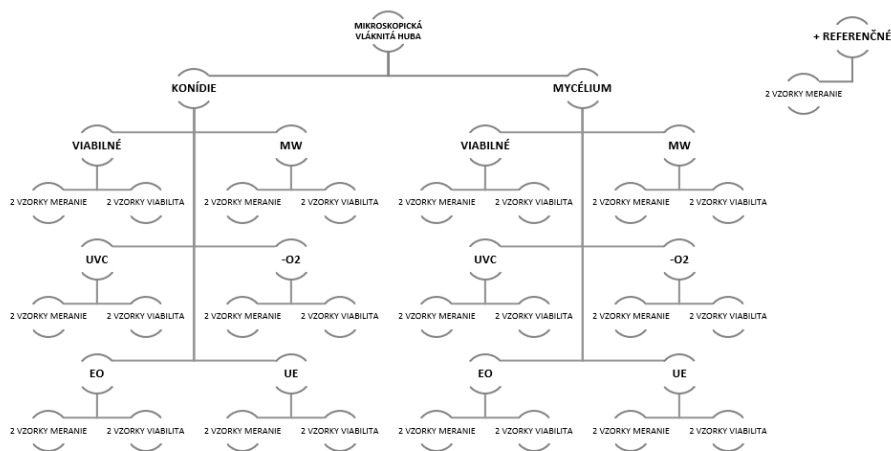 MIKROSKOPICKÁ
VLÁKNITÁ HUBA
+ REFERENČNÉ
2 VZORKY MERANIE
KONÍDIE
MYCÉLIUM
VIABILNÉ
MW
VIABILNÉ
MW
2 VZORKY MERANIE
2 VZORKY VIABILITA
2 VZORKY MERANIE
2 VZORKY VIABILITA
2 VZORKY MERANIE
2 VZORKY VIABILITA
2 VZORKY MERANIE
2 VZORKY VIABILITA
UVC
-O2
UVC
-O2
2 VZORKY MERANIE
2 VZORKY VIABILITA
2 VZORKY MERANIE
2 VZORKY VIABILITA
2 VZORKY MERANIE
2 VZORKY VIABILITA
2 VZORKY MERANIE
2 VZORKY VIABILITA
EO
UE
EO
UE
2 VZORKY MERANIE
2 VZORKY VIABILITA
2 VZORKY MERANIE
2 VZORKY VIABILITA
2 VZORKY MERANIE
2 VZORKY VIABILITA
2 VZORKY MERANIE
2 VZORKY VIABILITA